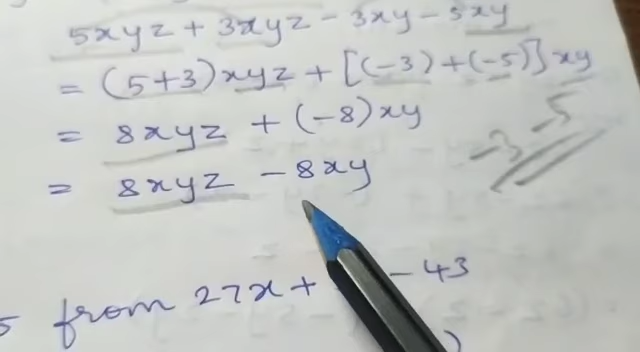 5xyz + 3xyz - 3xy - 5xy
= (5+3)xyz + [(-3) + (-5)] xy
= 8xyz + (-8)xy
-3 -5
= 8xyz - 8xy
from 27x + - 43